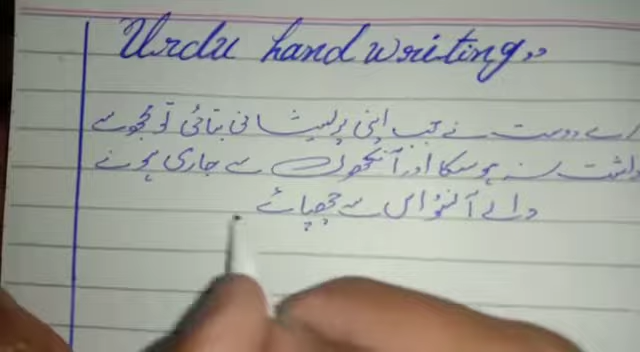 Urdu hand writing
دوست نے جب اپنی پریشانی بتائی تو مجھ سے
نہ ہو سکا اور آنکھوں سے جاری ہونے
والے آنسو اس سے چھپائے